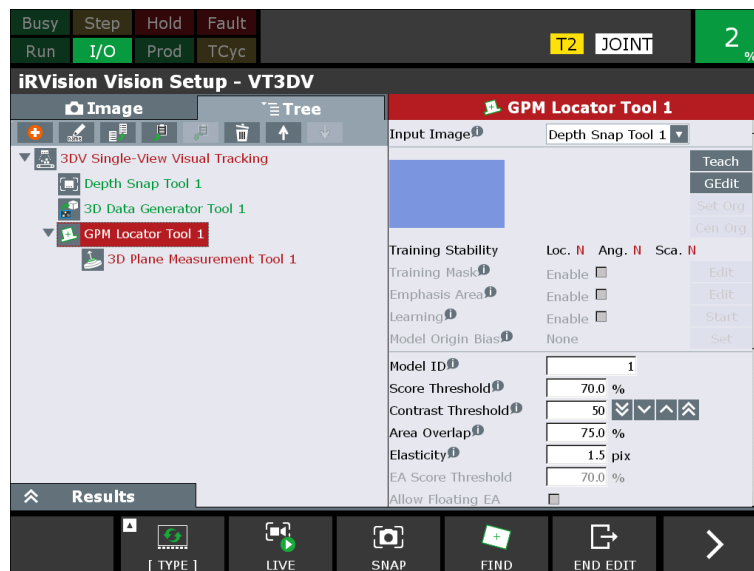 Busy Step Hold Fault
Run I/O Prod TCyc
T2 JOINT
2 %
iRVision Vision Setup - VT3DV
Image Tree
GPM Locator Tool 1
Input Image Depth Snap Tool 1
3DV Single-View Visual Tracking
Depth Snap Tool 1
3D Data Generator Tool 1
GPM Locator Tool 1
3D Plane Measurement Tool 1
Teach
GEdit
Set Org
Cen Org
Training Stability Loc. N Ang. N Sca. N
Training Mask Enable Edit
Emphasis Area Enable Edit
Learning Enable Start
Model Origin Bias None Set
Model ID 1
Score Threshold 70.0 %
Contrast Threshold 50
Area Overlap 75.0 %
Elasticity 1.5 pix
EA Score Threshold 70.0 %
Allow Floating EA
Results
[ TYPE ] LIVE SNAP FIND END EDIT